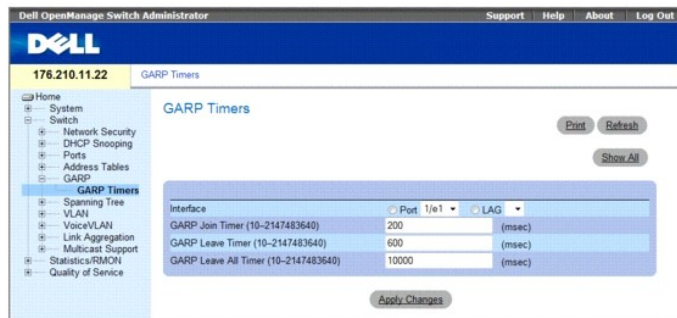 Dell OpenManage Switch Administrator
Support Help About Log Out
DELL
176.210.11.22
GARP Timers
Home
System
Switch
Network Security
DHCP Snooping
Ports
Address Tables
GARP
GARP Timers
Spanning Tree
VLAN
VoiceVLAN
Link Aggregation
Multicast Support
Statistics/RMON
Quality of Service
GARP Timers
Print Refresh
Show All
Interface Port 1/e1 LAG
GARP Join Timer (10–2147483640) 200 (msec)
GARP Leave Timer (10–2147483640) 600 (msec)
GARP Leave All Timer (10–2147483640) 10000 (msec)
Apply Changes